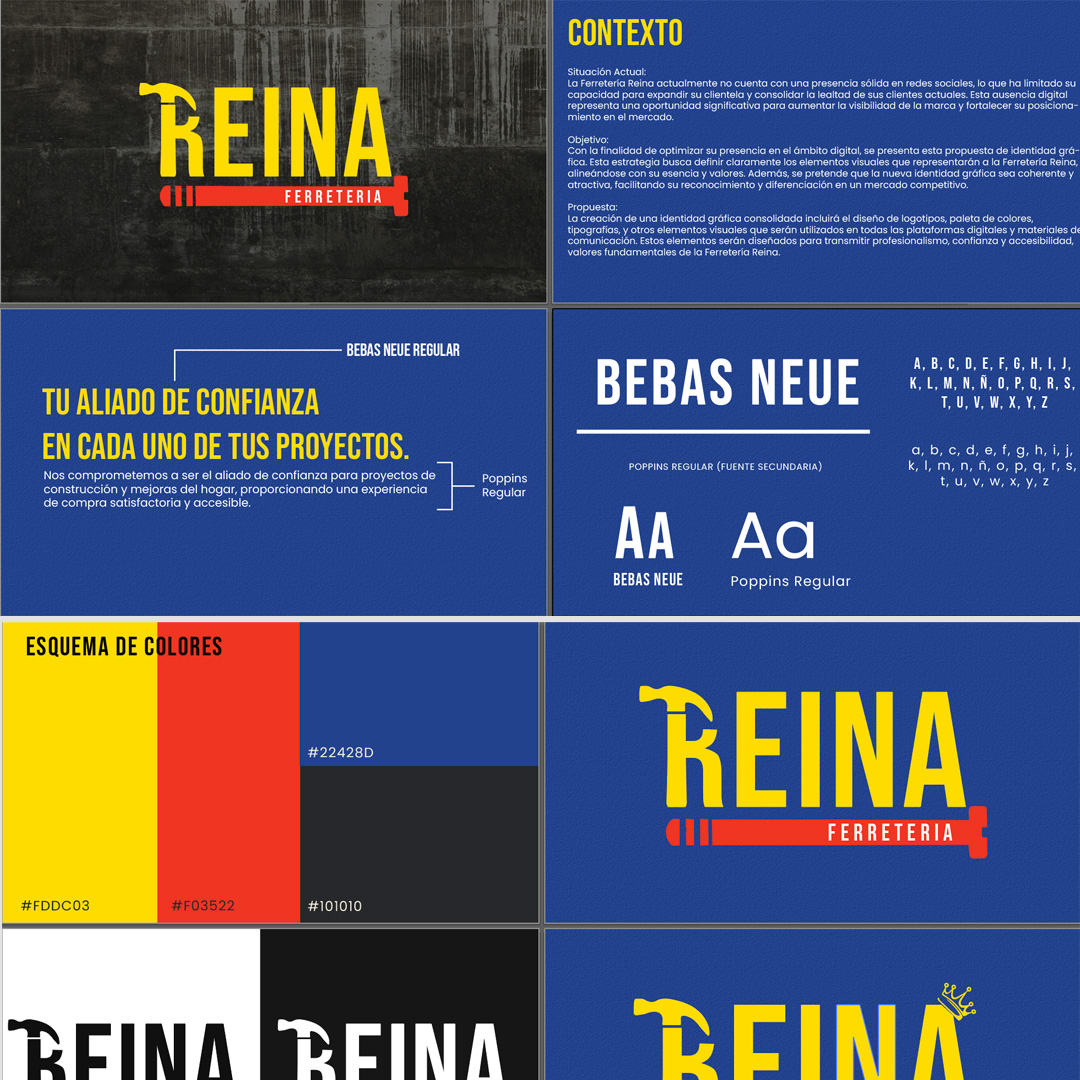 REINA
FERRETERIA
CONTEXTO
Situación Actual:
La Ferretería Reina actualmente no cuenta con una presencia sólida en redes sociales, lo que ha limitado su
capacidad para expandir su clientela y consolidar la lealtad de sus clientes actuales. Esta ausencia digital
representa una oportunidad significativa para aumentar la visibilidad de la marca y fortalecer su posiciona-
miento en el mercado.
Objetivo:
Con la finalidad de optimizar su presencia en el ámbito digital, se presenta esta propuesta de identidad grá-
fica. Esta estrategia busca definir claramente los elementos visuales que representarán a la Ferretería Reina,
alineándose con su esencia y valores. Además, se pretende que la nueva identidad gráfica sea coherente y
atractiva, facilitando su reconocimiento y diferenciación en un mercado competitivo.
Propuesta:
La creación de una identidad gráfica consolidada incluirá el diseño de logotipos, paleta de colores,
tipografías, y otros elementos visuales que serán utilizados en todas las plataformas digitales y materiales de
comunicación. Estos elementos serán diseñados para transmitir profesionalismo, confianza y accesibilidad,
valores fundamentales de la Ferretería Reina.
BEBAS NEUE REGULAR
TU ALIADO DE CONFIANZA
EN CADA UNO DE TUS PROYECTOS.
Nos comprometemos a ser el aliado de confianza para proyectos de
construcción y mejoras del hogar, proporcionando una experiencia
de compra satisfactoria y accesible.
Poppins
Regular
BEBAS NEUE
POPPINS REGULAR (FUENTE SECUNDARIA)
AA
BEBAS NEUE
Aa
Poppins Regular
A, B, C, D, E, F, G, H, I, J,
K, L, M, N, Ñ, O, P, Q, R, S,
T, U, V, W, X, Y, Z
a, b, c, d, e, f, g, h, i, j,
k, l, m, n, ñ, o, p, q, r, s,
t, u, v, w, x, y, z
ESQUEMA DE COLORES
#FDDC03
#F03522
#22428D
#101010
REINA
FERRETERIA
REINA
REINA
REINA